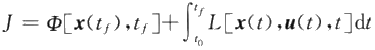 J = Φ[x(t_f), t_f] + ∫_{t_0}^{t_f} L[x(t), u(t), t]dt